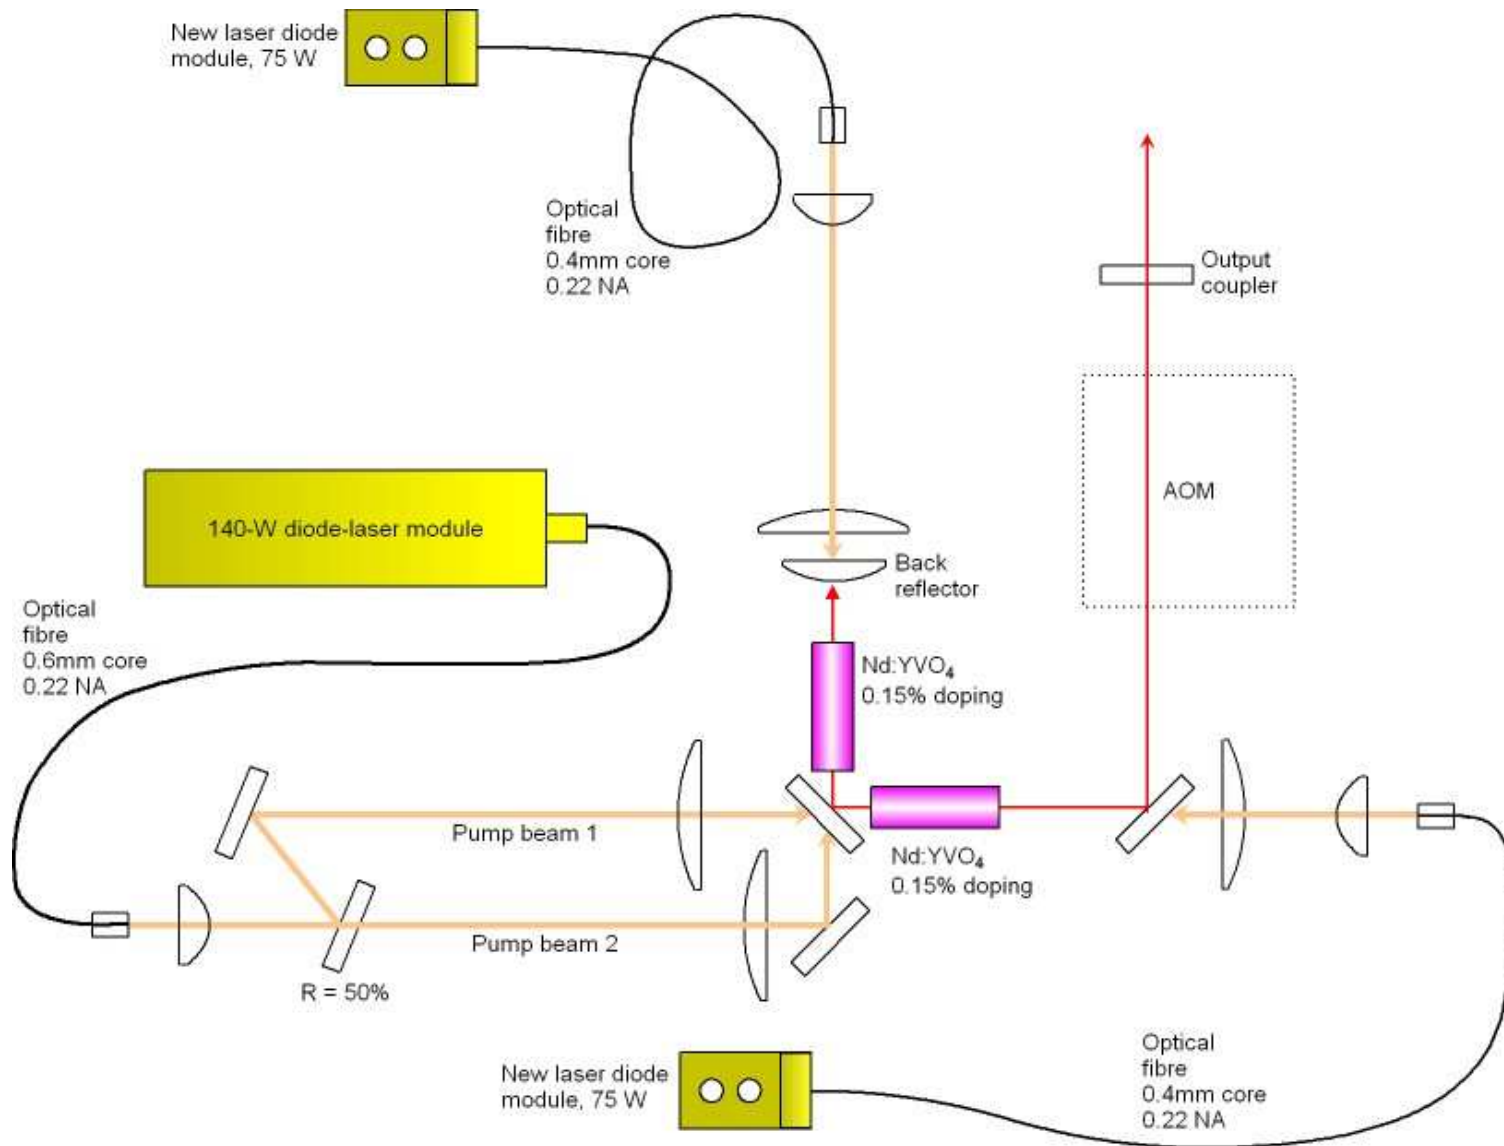 New laser diode
module, 75 W
Optical
fibre
0.4mm core
0.22 NA
Output
coupler
AOM
140-W diode-laser module
Back
reflector
Optical
fibre
0.6mm core
0.22 NA
Nd:YVO₄
0.15% doping
Pump beam 1
Nd:YVO₄
0.15% doping
Pump beam 2
R = 50%
New laser diode
module, 75 W
Optical
fibre
0.4mm core
0.22 NA